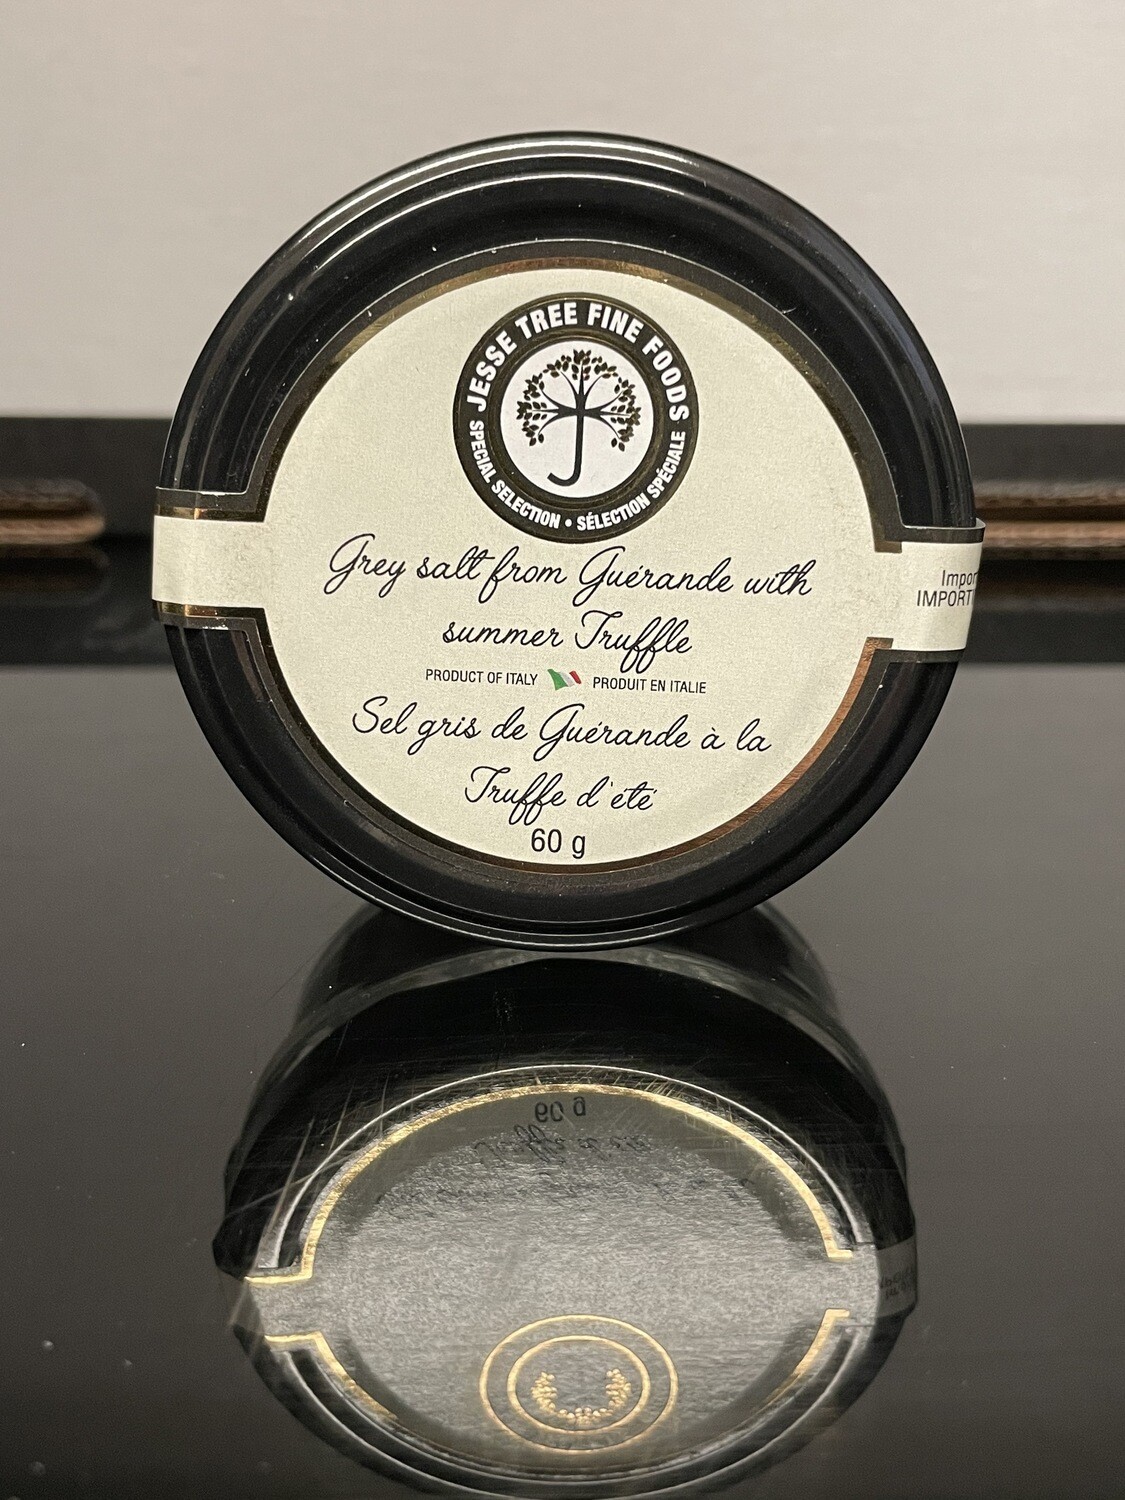 JESSE TREE FINE FOODS
SPECIAL SELECTION • SÉLECTION SPÉCIALE
Grey salt from Guérande with
summer Truffle
PRODUCT OF ITALY PRODUIT EN ITALIE
Sel gris de Guérande à la
Truffe d'été
60 g